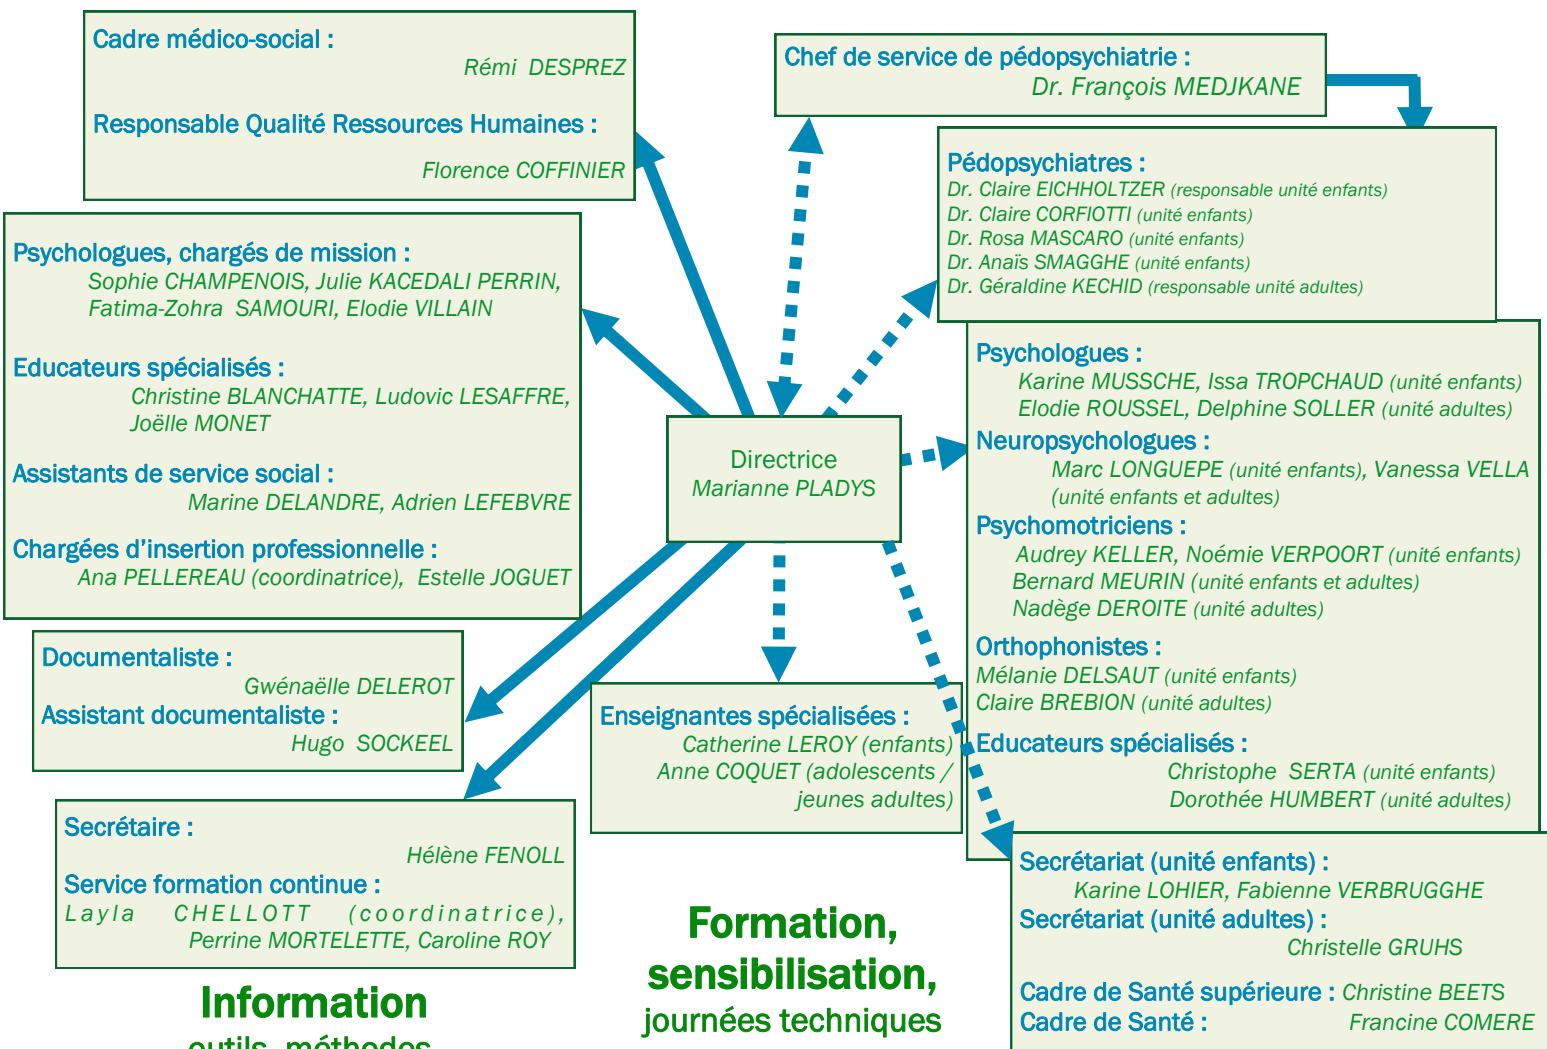 Cadre médico-social :
Rémi DESPREZ
Responsable Qualité Ressources Humaines :
Florence COFFINIER
Chef de service de pédopsychiatrie :
Dr. François MEDJKANE
Pédopsychiatres :
Dr. Claire EICHHOLTZER (responsable unité enfants)
Dr. Claire CORFIOTTI (unité enfants)
Dr. Rosa MASCARO (unité enfants)
Dr. Anaïs SMAGGHE (unité enfants)
Dr. Géraldine KECHID (responsable unité adultes)
Psychologues, chargés de mission :
Sophie CHAMPENOIS, Julie KACEDALI PERRIN,
Fatima-Zohra SAMOURI, Elodie VILLAIN
Educateurs spécialisés :
Christine BLANCHATTE, Ludovic LESAFFRE,
Joëlle MONET
Assistants de service social :
Marine DELANDRE, Adrien LEFEBVRE
Chargées d'insertion professionnelle :
Ana PELLEREAU (coordinatrice), Estelle JOGUET
Directrice
Marianne PLADYS
Psychologues :
Karine MUSSCHE, Issa TROPCHAUD (unité enfants)
Elodie ROUSSEL, Delphine SOLLER (unité adultes)
Neuropsychologues :
Marc LONGUEPE (unité enfants), Vanessa VELLA
(unité enfants et adultes)
Psychomotriciens :
Audrey KELLER, Noémie VERPOORT (unité enfants)
Bernard MEURIN (unité enfants et adultes)
Nadège DEROITE (unité adultes)
Orthophonistes :
Mélanie DELSAUT (unité enfants)
Claire BREBION (unité adultes)
Educateurs spécialisés :
Christophe SERTA (unité enfants)
Dorothée HUMBERT (unité adultes)
Documentaliste :
Gwénaëlle DELEROT
Assistant documentaliste :
Hugo SOCKEEL
Enseignantes spécialisées :
Catherine LEROY (enfants)
Anne COQUET (adolescents /
jeunes adultes)
Secrétaire :
Hélène FENOLL
Service formation continue :
Layla CHELLOTT (coordinatrice),
Perrine MORTELETTE, Caroline ROY
Secrétariat (unité enfants) :
Karine LOHIER, Fabienne VERBRUGGHE
Secrétariat (unité adultes) :
Christelle GRUHS
Cadre de Santé supérieure : Christine BEETS
Cadre de Santé : Francine COMERE
Formation,
sensibilisation,
journées techniques
Information
outils, méthodes